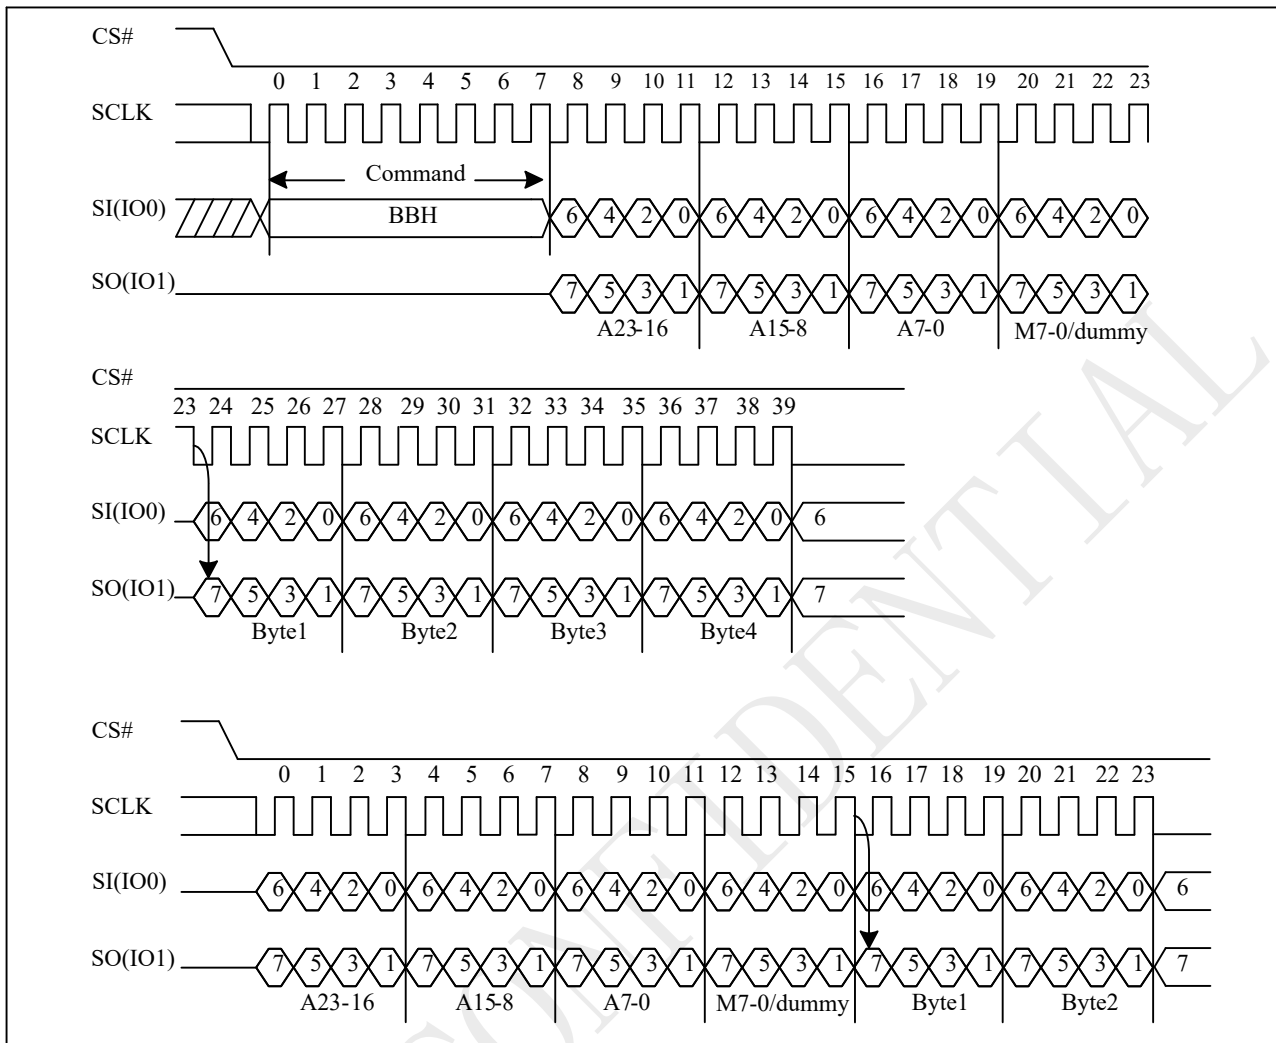 CS#
0 1 2 3 4 5 6 7 8 9 10 11 12 13 14 15 16 17 18 19 20 21 22 23
SCLK
Command
SI(IO0) BBH 6 4 2 0 6 4 2 0 6 4 2 0 6 4 2 0
SO(IO1) 7 5 3 1 7 5 3 1 7 5 3 1 7 5 3 1
A23-16 A15-8 A7-0 M7-0/dummy
CS#
23 24 25 26 27 28 29 30 31 32 33 34 35 36 37 38 39
SCLK
SI(IO0) 6 4 2 0 6 4 2 0 6 4 2 0 6 4 2 0 6
SO(IO1) 7 5 3 1 7 5 3 1 7 5 3 1 7 5 3 1 7
Byte1 Byte2 Byte3 Byte4
CS#
0 1 2 3 4 5 6 7 8 9 10 11 12 13 14 15 16 17 18 19 20 21 22 23
SCLK
SI(IO0) 6 4 2 0 6 4 2 0 6 4 2 0 6 4 2 0 6 4 2 0 6 4 2 0 6
SO(IO1) 7 5 3 1 7 5 3 1 7 5 3 1 7 5 3 1 7 5 3 1 7 5 3 1 7
A23-16 A15-8 A7-0 M7-0/dummy Byte1 Byte2
CONFIDENTIAL